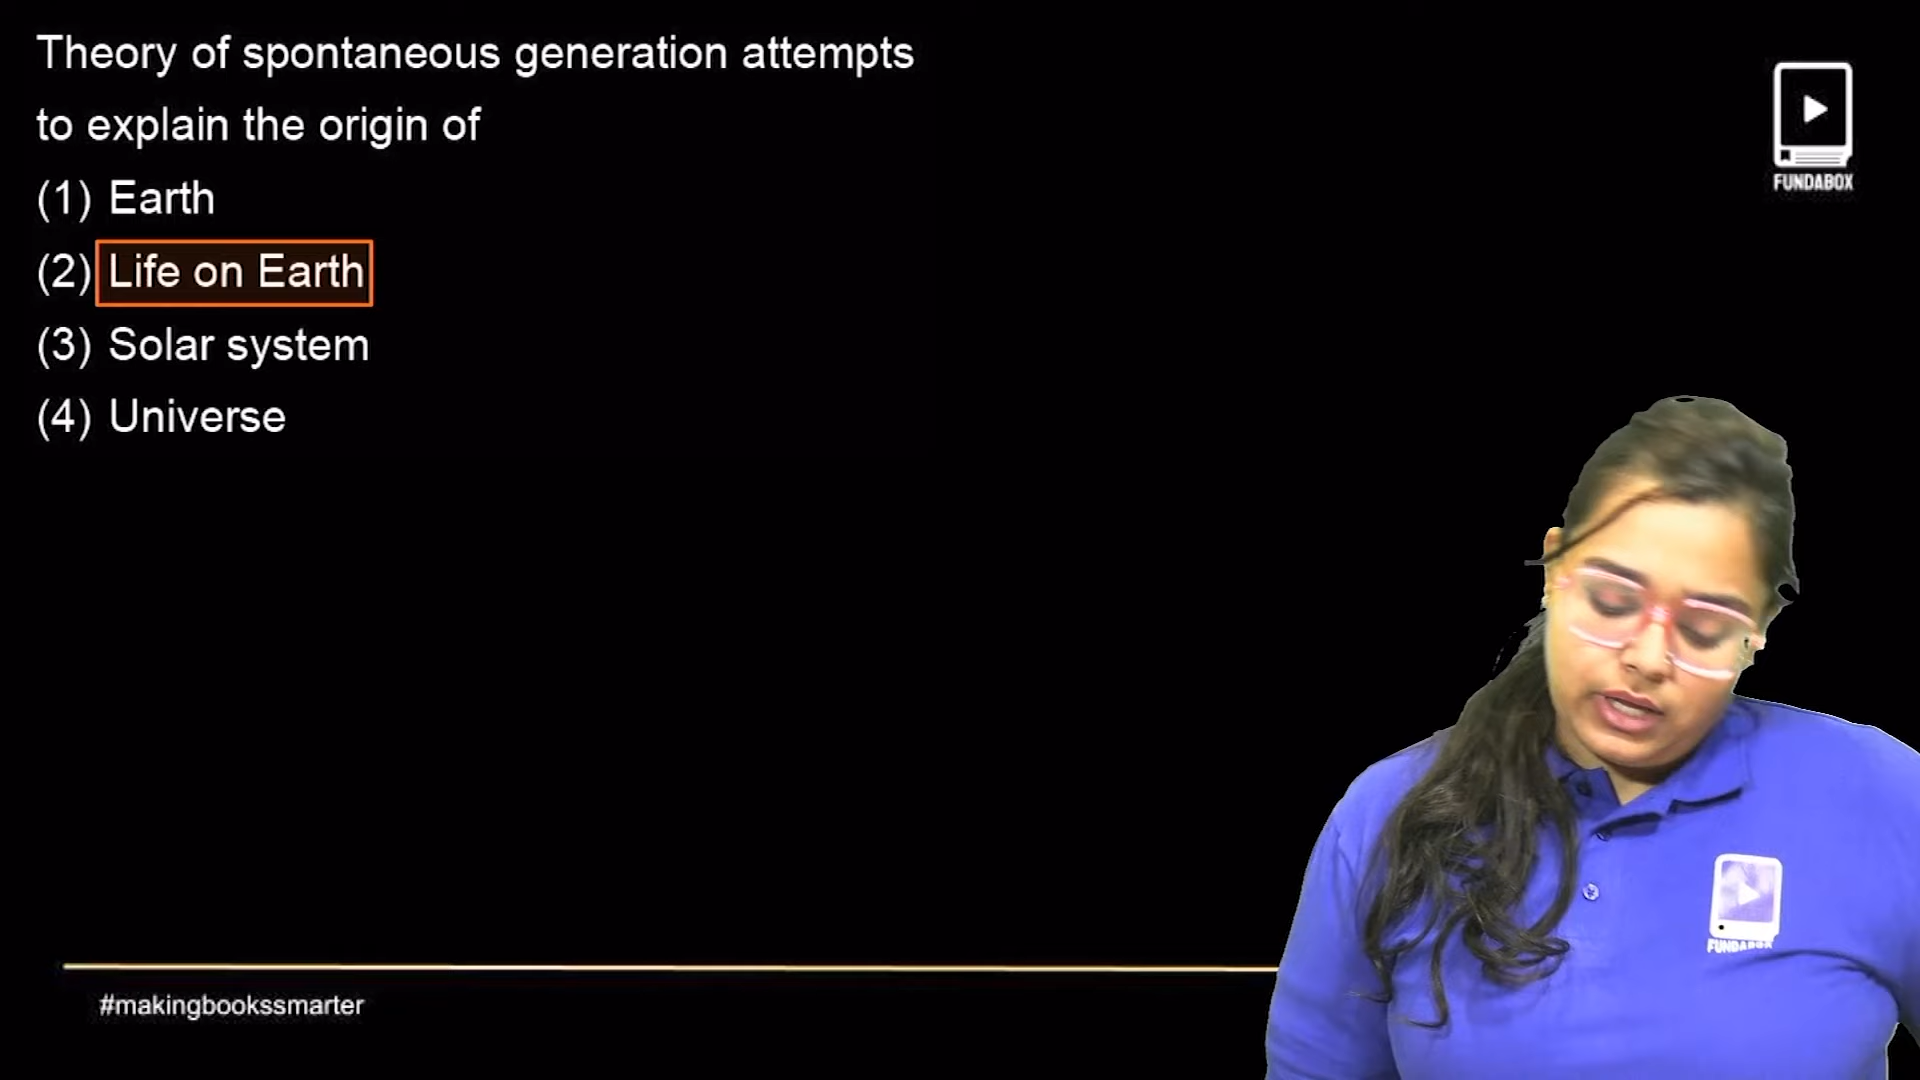 Theory of spontaneous generation attempts
to explain the origin of
(1) Earth
(2) Life on Earth
(3) Solar system
(4) Universe
FUNDABOX
FUNDABOX
#makingbookssmarter